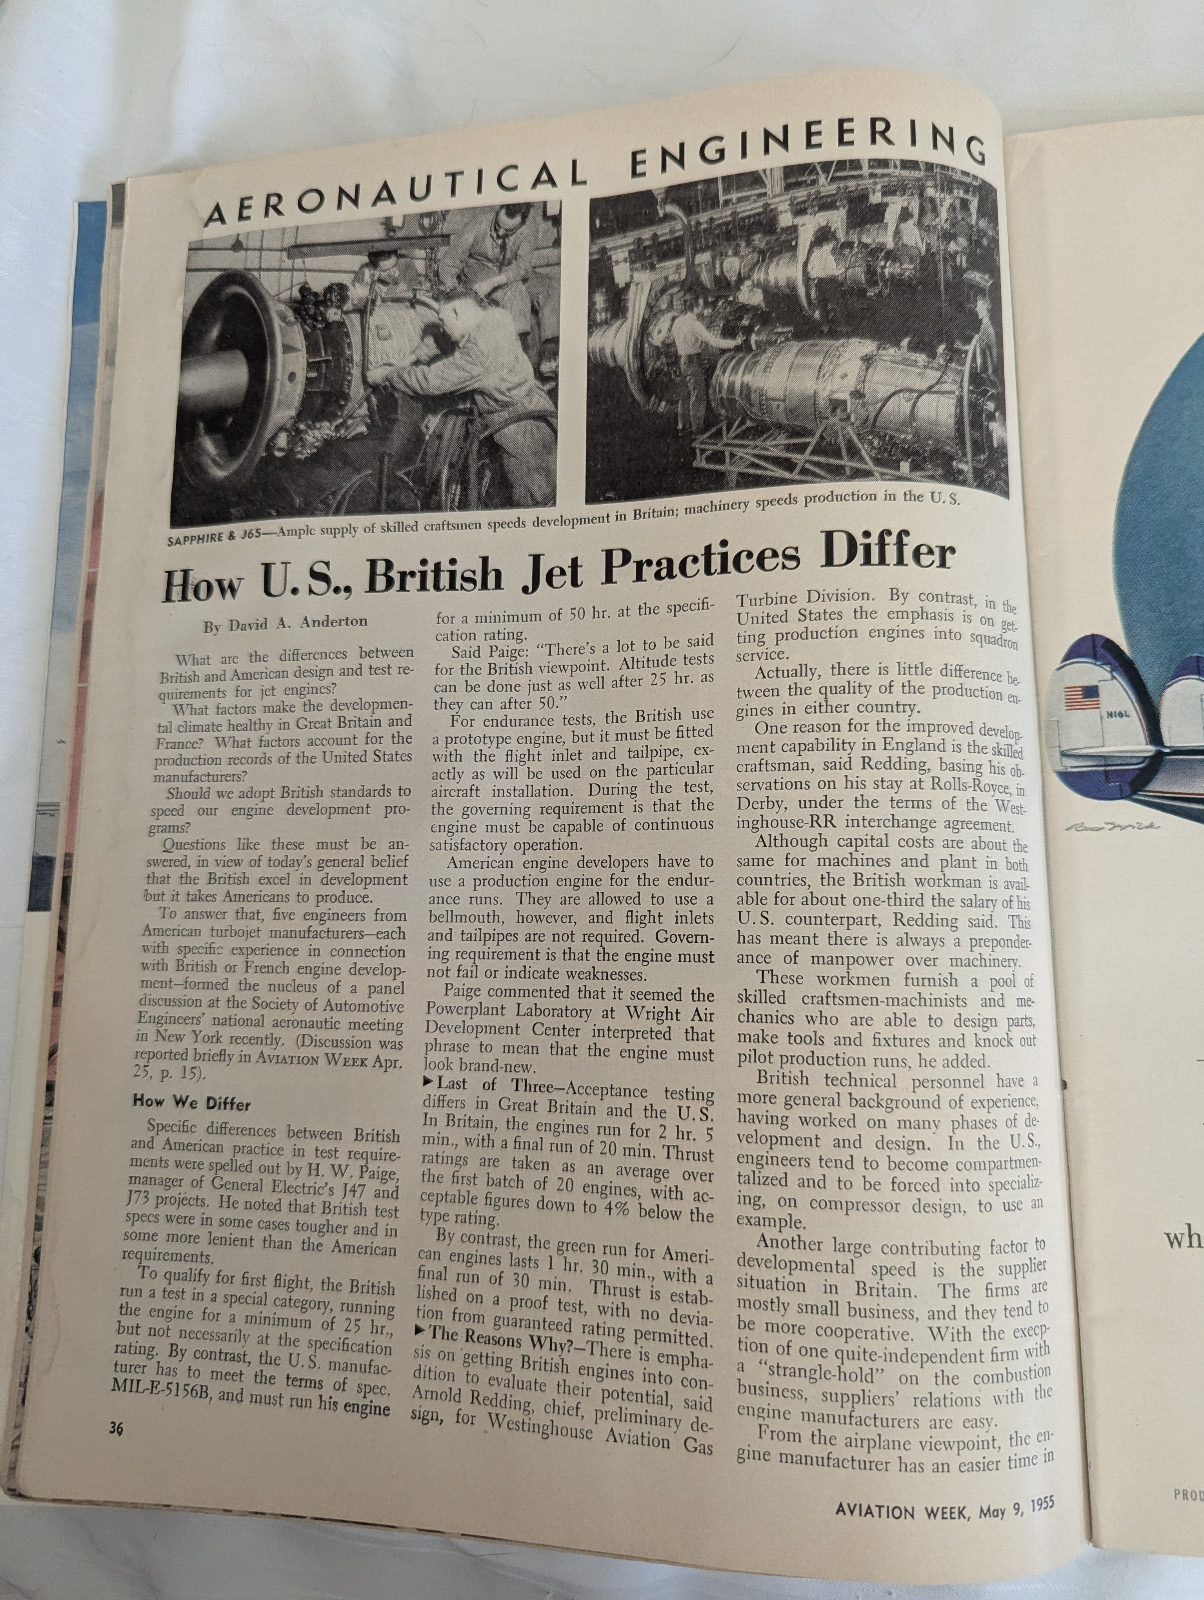 AERONAUTICAL ENGINEERING
SAPPHIRE & J65—Ample supply of skilled craftsmen speeds development in Britain; machinery speeds production in the U. S.
How U. S., British Jet Practices Differ
By David A. Anderton
What are the differences between
British and American design and test re-
quirements for jet engines?
What factors make the developmen-
tal climate healthy in Great Britain and
France? What factors account for the
production records of the United States
manufacturers?
Should we adopt British standards to
speed our engine development pro-
grams?
Questions like these must be an-
swered, in view of today's general belief
that the British excel in development
but it takes Americans to produce.
To answer that, five engineers from
American turbojet manufacturers—each
with specific experience in connection
with British or French engine develop-
ment—formed the nucleus of a panel
discussion at the Society of Automotive
Engineers' national aeronautic meeting
in New York recently. (Discussion was
reported briefly in AVIATION WEEK Apr.
25, p. 15).
How We Differ
Specific differences between British
and American practice in test require-
ments were spelled out by H. W. Paige,
manager of General Electric's J47 and
J73 projects. He noted that British test
specs were in some cases tougher and in
some more lenient than the American
requirements.
To qualify for first flight, the British
run a test in a special category, running
the engine for a minimum of 25 hr.,
but not necessarily at the specification
rating. By contrast, the U. S. manufac-
turer has to meet the terms of spec.
MIL-E-5156B, and must run his engine
for a minimum of 50 hr. at the specifi-
cation rating.
Said Paige: "There's a lot to be said
for the British viewpoint. Altitude tests
can be done just as well after 25 hr. as
they can after 50."
For endurance tests, the British use
a prototype engine, but it must be fitted
with the flight inlet and tailpipe, ex-
actly as will be used on the particular
aircraft installation. During the test,
the governing requirement is that the
engine must be capable of continuous
satisfactory operation.
American engine developers have to
use a production engine for the endur-
ance runs. They are allowed to use a
bellmouth, however, and flight inlets
and tailpipes are not required. Govern-
ing requirement is that the engine must
not fail or indicate weaknesses.
Paige commented that it seemed the
Powerplant Laboratory at Wright Air
Development Center interpreted that
phrase to mean that the engine must
look brand-new.
▶Last of Three—Acceptance testing
differs in Great Britain and the U. S.
In Britain, the engines run for 2 hr. 5
min., with a final run of 20 min. Thrust
ratings are taken as an average over
the first batch of 20 engines, with ac-
ceptable figures down to 4% below the
type rating.
By contrast, the green run for Ameri-
can engines lasts 1 hr. 30 min., with a
final run of 30 min. Thrust is estab-
lished on a proof test, with no devia-
tion from guaranteed rating permitted.
▶The Reasons Why?—There is empha-
sis on getting British engines into con-
dition to evaluate their potential, said
Arnold Redding, chief, preliminary de-
sign, for Westinghouse Aviation Gas
Turbine Division. By contrast, in the
United States the emphasis is on get-
ting production engines into squadron
service.
Actually, there is little difference be-
tween the quality of the production en-
gines in either country.
One reason for the improved develop-
ment capability in England is the skilled
craftsman, said Redding, basing his ob-
servations on his stay at Rolls-Royce, in
Derby, under the terms of the West-
inghouse-RR interchange agreement.
Although capital costs are about the
same for machines and plant in both
countries, the British workman is avail-
able for about one-third the salary of his
U. S. counterpart, Redding said. This
has meant there is always a preponder-
ance of manpower over machinery.
These workmen furnish a pool of
skilled craftsmen-machinists and me-
chanics who are able to design parts,
make tools and fixtures and knock out
pilot production runs, he added.
British technical personnel have a
more general background of experience,
having worked on many phases of de-
velopment and design. In the U.S.,
engineers tend to become compartmen-
talized and to be forced into specializ-
ing, on compressor design, to use an
example.
Another large contributing factor to
developmental speed is the supplier
situation in Britain. The firms are
mostly small business, and they tend to
be more cooperative. With the excep-
tion of one quite-independent firm with
a "strangle-hold" on the combustion
business, suppliers' relations with the
engine manufacturers are easy.
From the airplane viewpoint, the en-
gine manufacturer has an easier time in
36
AVIATION WEEK, May 9, 1955
N16L
wh
PROD